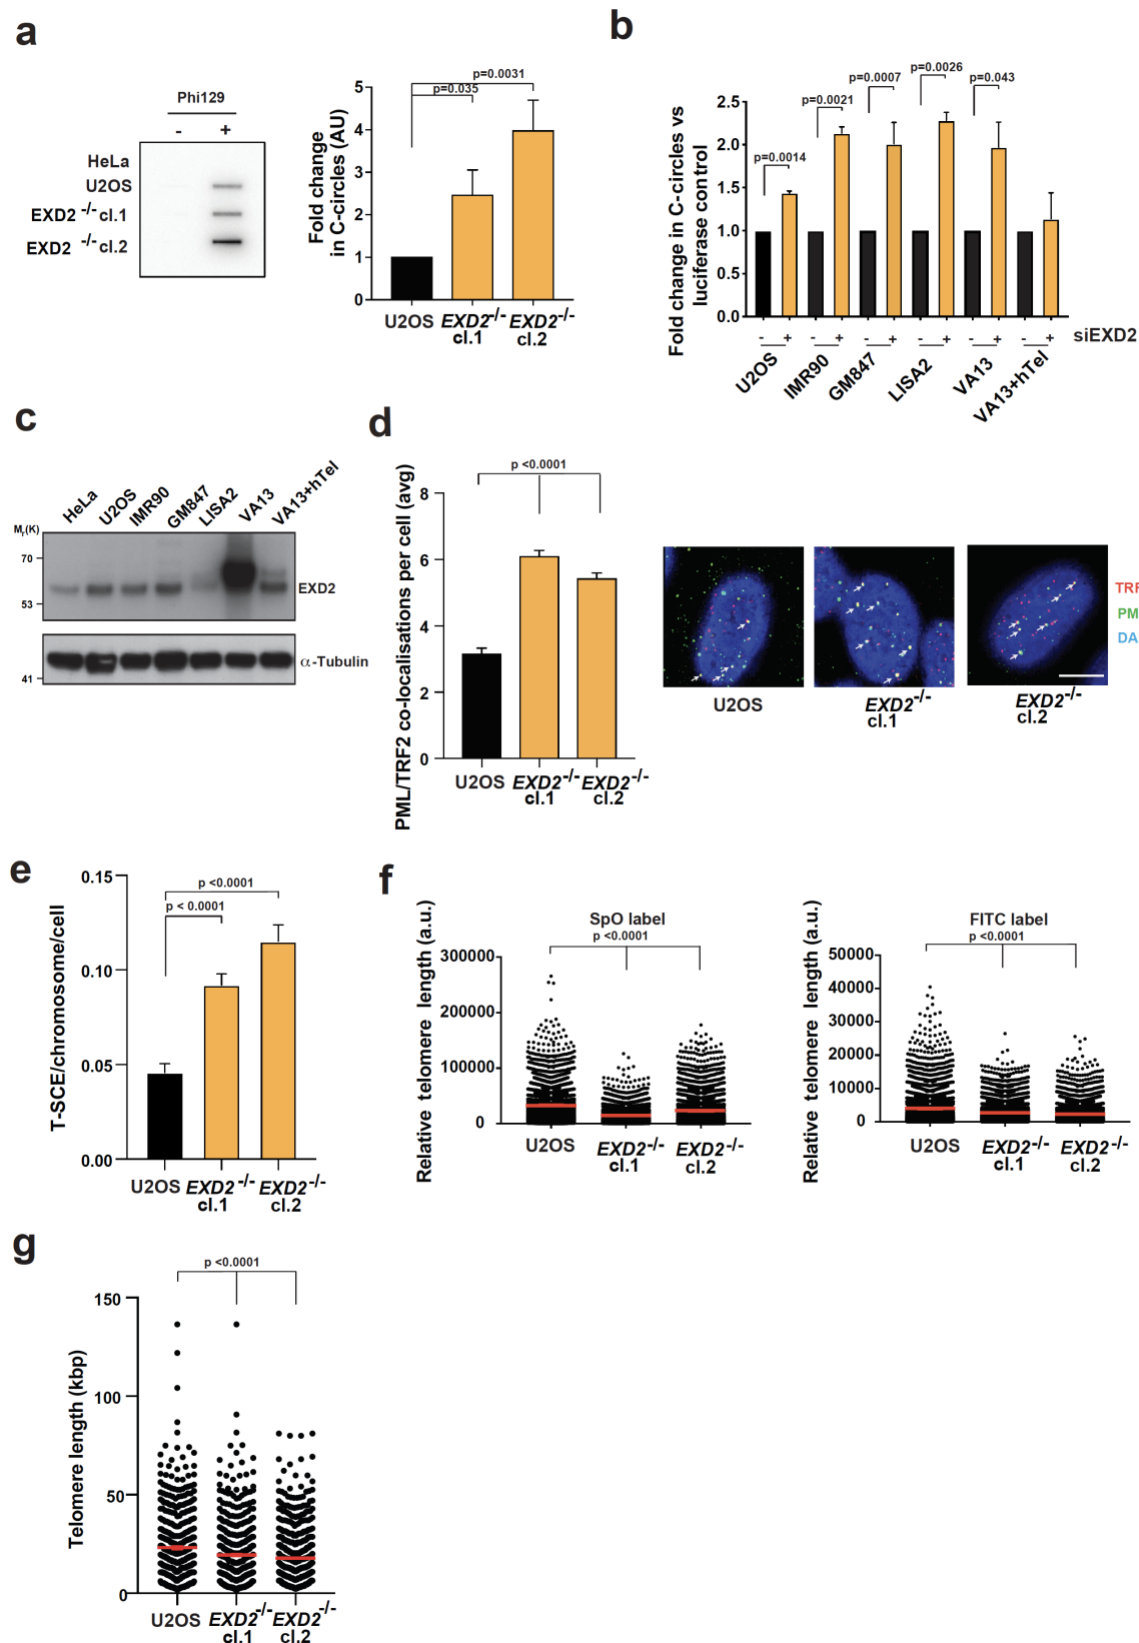 a
Phi129
- +
HeLa
U2OS
EXD2 -/- cl.1
EXD2 -/- cl.2
Fold change
in C-circles (AU)
5
4
3
2
1
0
p=0.0031
p=0.035
U2OS EXD2-/- EXD2-/-
cl.1 cl.2
b
Fold change in C-circles vs
luciferase control
2.5
2.0
1.5
1.0
0.5
0.0
p=0.0014
p=0.0021
p=0.0007
p=0.0026
p=0.043
- + - + - + - + - + - + siEXD2
U2OS
IMR90
GM847
LISA2
VA13
VA13+hTel
c
HeLa
U2OS
IMR90
GM847
LISA2
VA13
VA13+hTel
Mr(K)
70
53
41
EXD2
α-Tubulin
d
PML/TRF2 co-localisations per cell (avg)
8
6
4
2
0
p <0.0001
U2OS EXD2-/- EXD2-/-
cl.1 cl.2
U2OS
EXD2-/-
cl.1
EXD2-/-
cl.2
TRF
PM
DA
e
T-SCE/chromosome/cell
0.15
0.10
0.05
0.00
p <0.0001
p < 0.0001
U2OS EXD2-/- EXD2-/-
cl.1 cl.2
f
Relative telomere length (a.u.)
SpO label
p <0.0001
300000
200000
100000
0
U2OS EXD2-/- EXD2-/-
cl.1 cl.2
Relative telomere length (a.u.)
FITC label
p <0.0001
50000
40000
30000
20000
10000
0
U2OS EXD2-/- EXD2-/-
cl.1 cl.2
g
Telomere length (kbp)
p <0.0001
150
100
50
0
U2OS EXD2-/- EXD2-/-
cl.1 cl.2